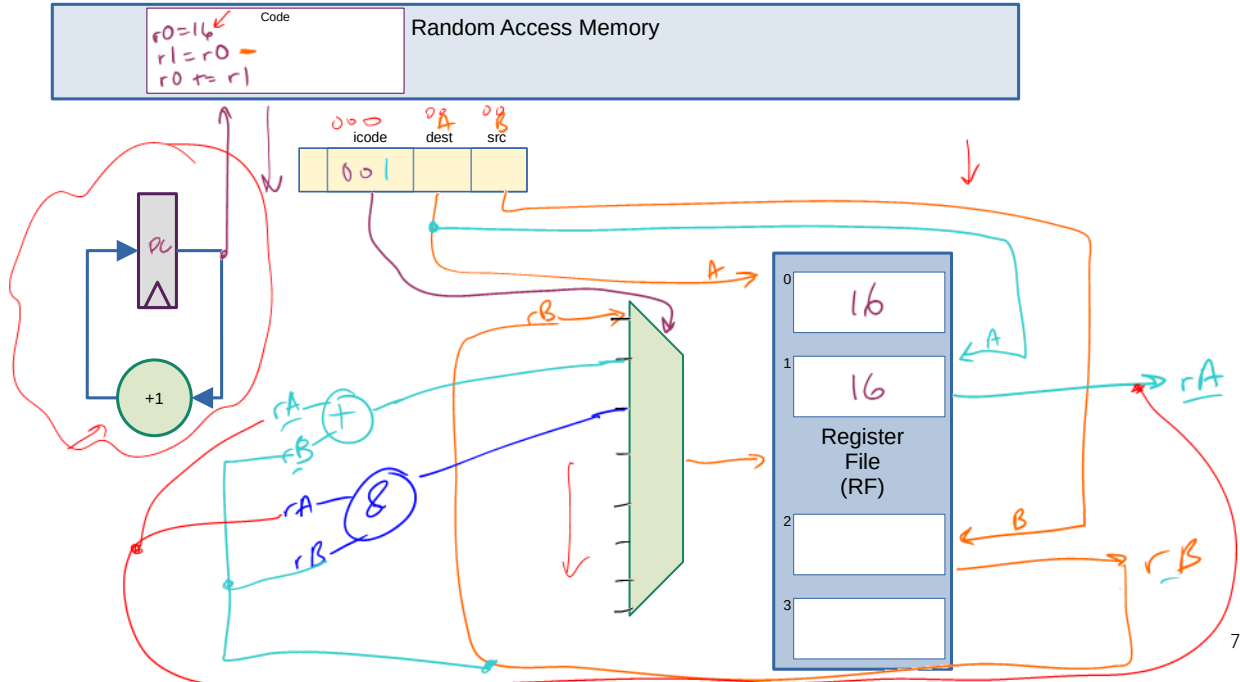 Code
Random Access Memory
r0=16
r1=r0
r0 += r1
000 00 00
A B
icode dest src
001
PC
+1
A
0
16
rB
A
1
16
rA
rA
+
rB
Register
File
(RF)
rA
&
rB
2
B
rB
3
7